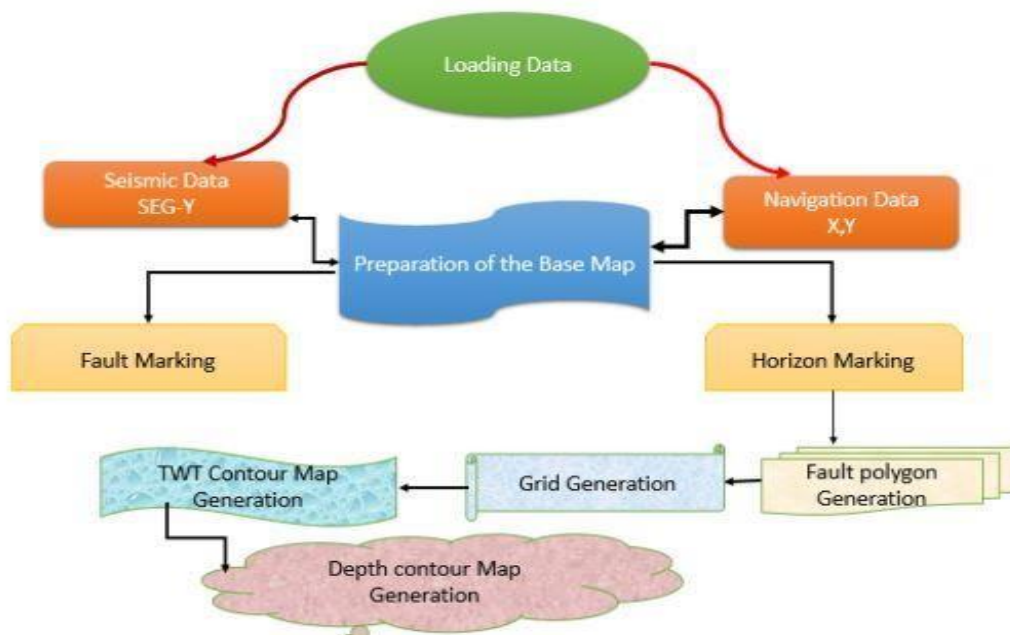 Loading Data
Seismic Data
SEG-Y
Navigation Data
X,Y
Preparation of the Base Map
Fault Marking
Horizon Marking
TWT Contour Map
Generation
Grid Generation
Fault polygon
Generation
Depth contour Map
Generation